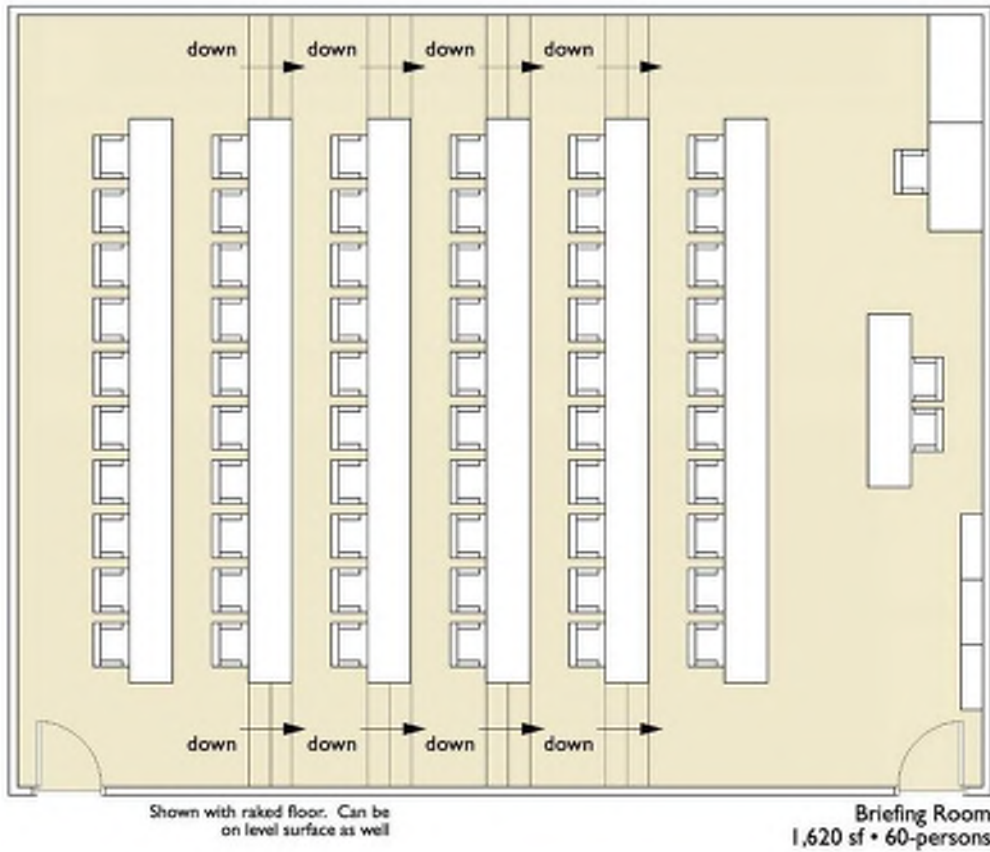 down down down down
down down down down
Shown with raked floor. Can be
on level surface as well
Briefing Room
1,620 sf • 60-persons